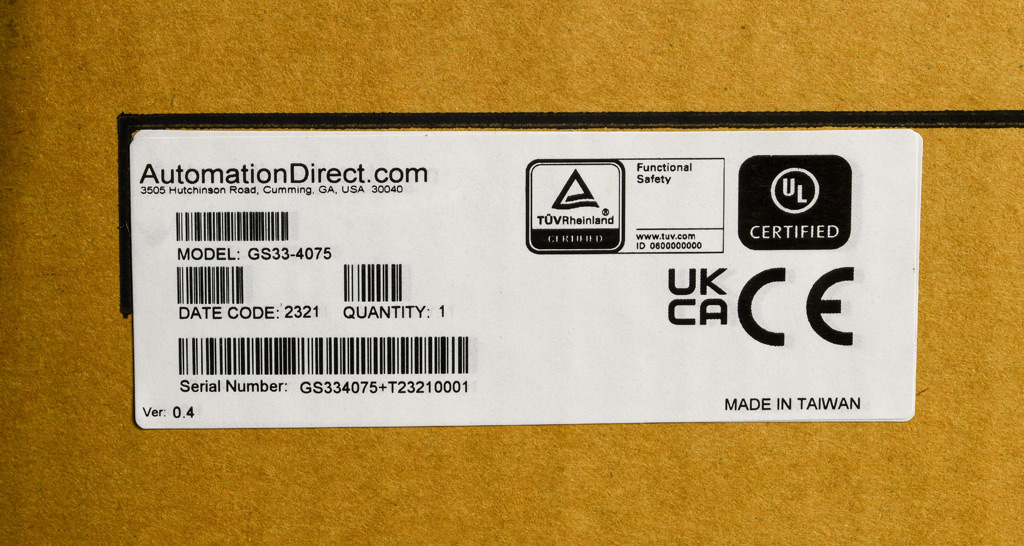 AutomationDirect.com
3505 Hutchinson Road, Cumming, GA, USA 30040
MODEL: GS33-4075
DATE CODE: 2321 QUANTITY: 1
Serial Number: GS334075+T23210001
Ver: 0.4
TÜVRheinland®
CERTIFIED
Functional
Safety
www.tuv.com
ID 0600000000
UL
CERTIFIED
UK
CA
CE
MADE IN TAIWAN